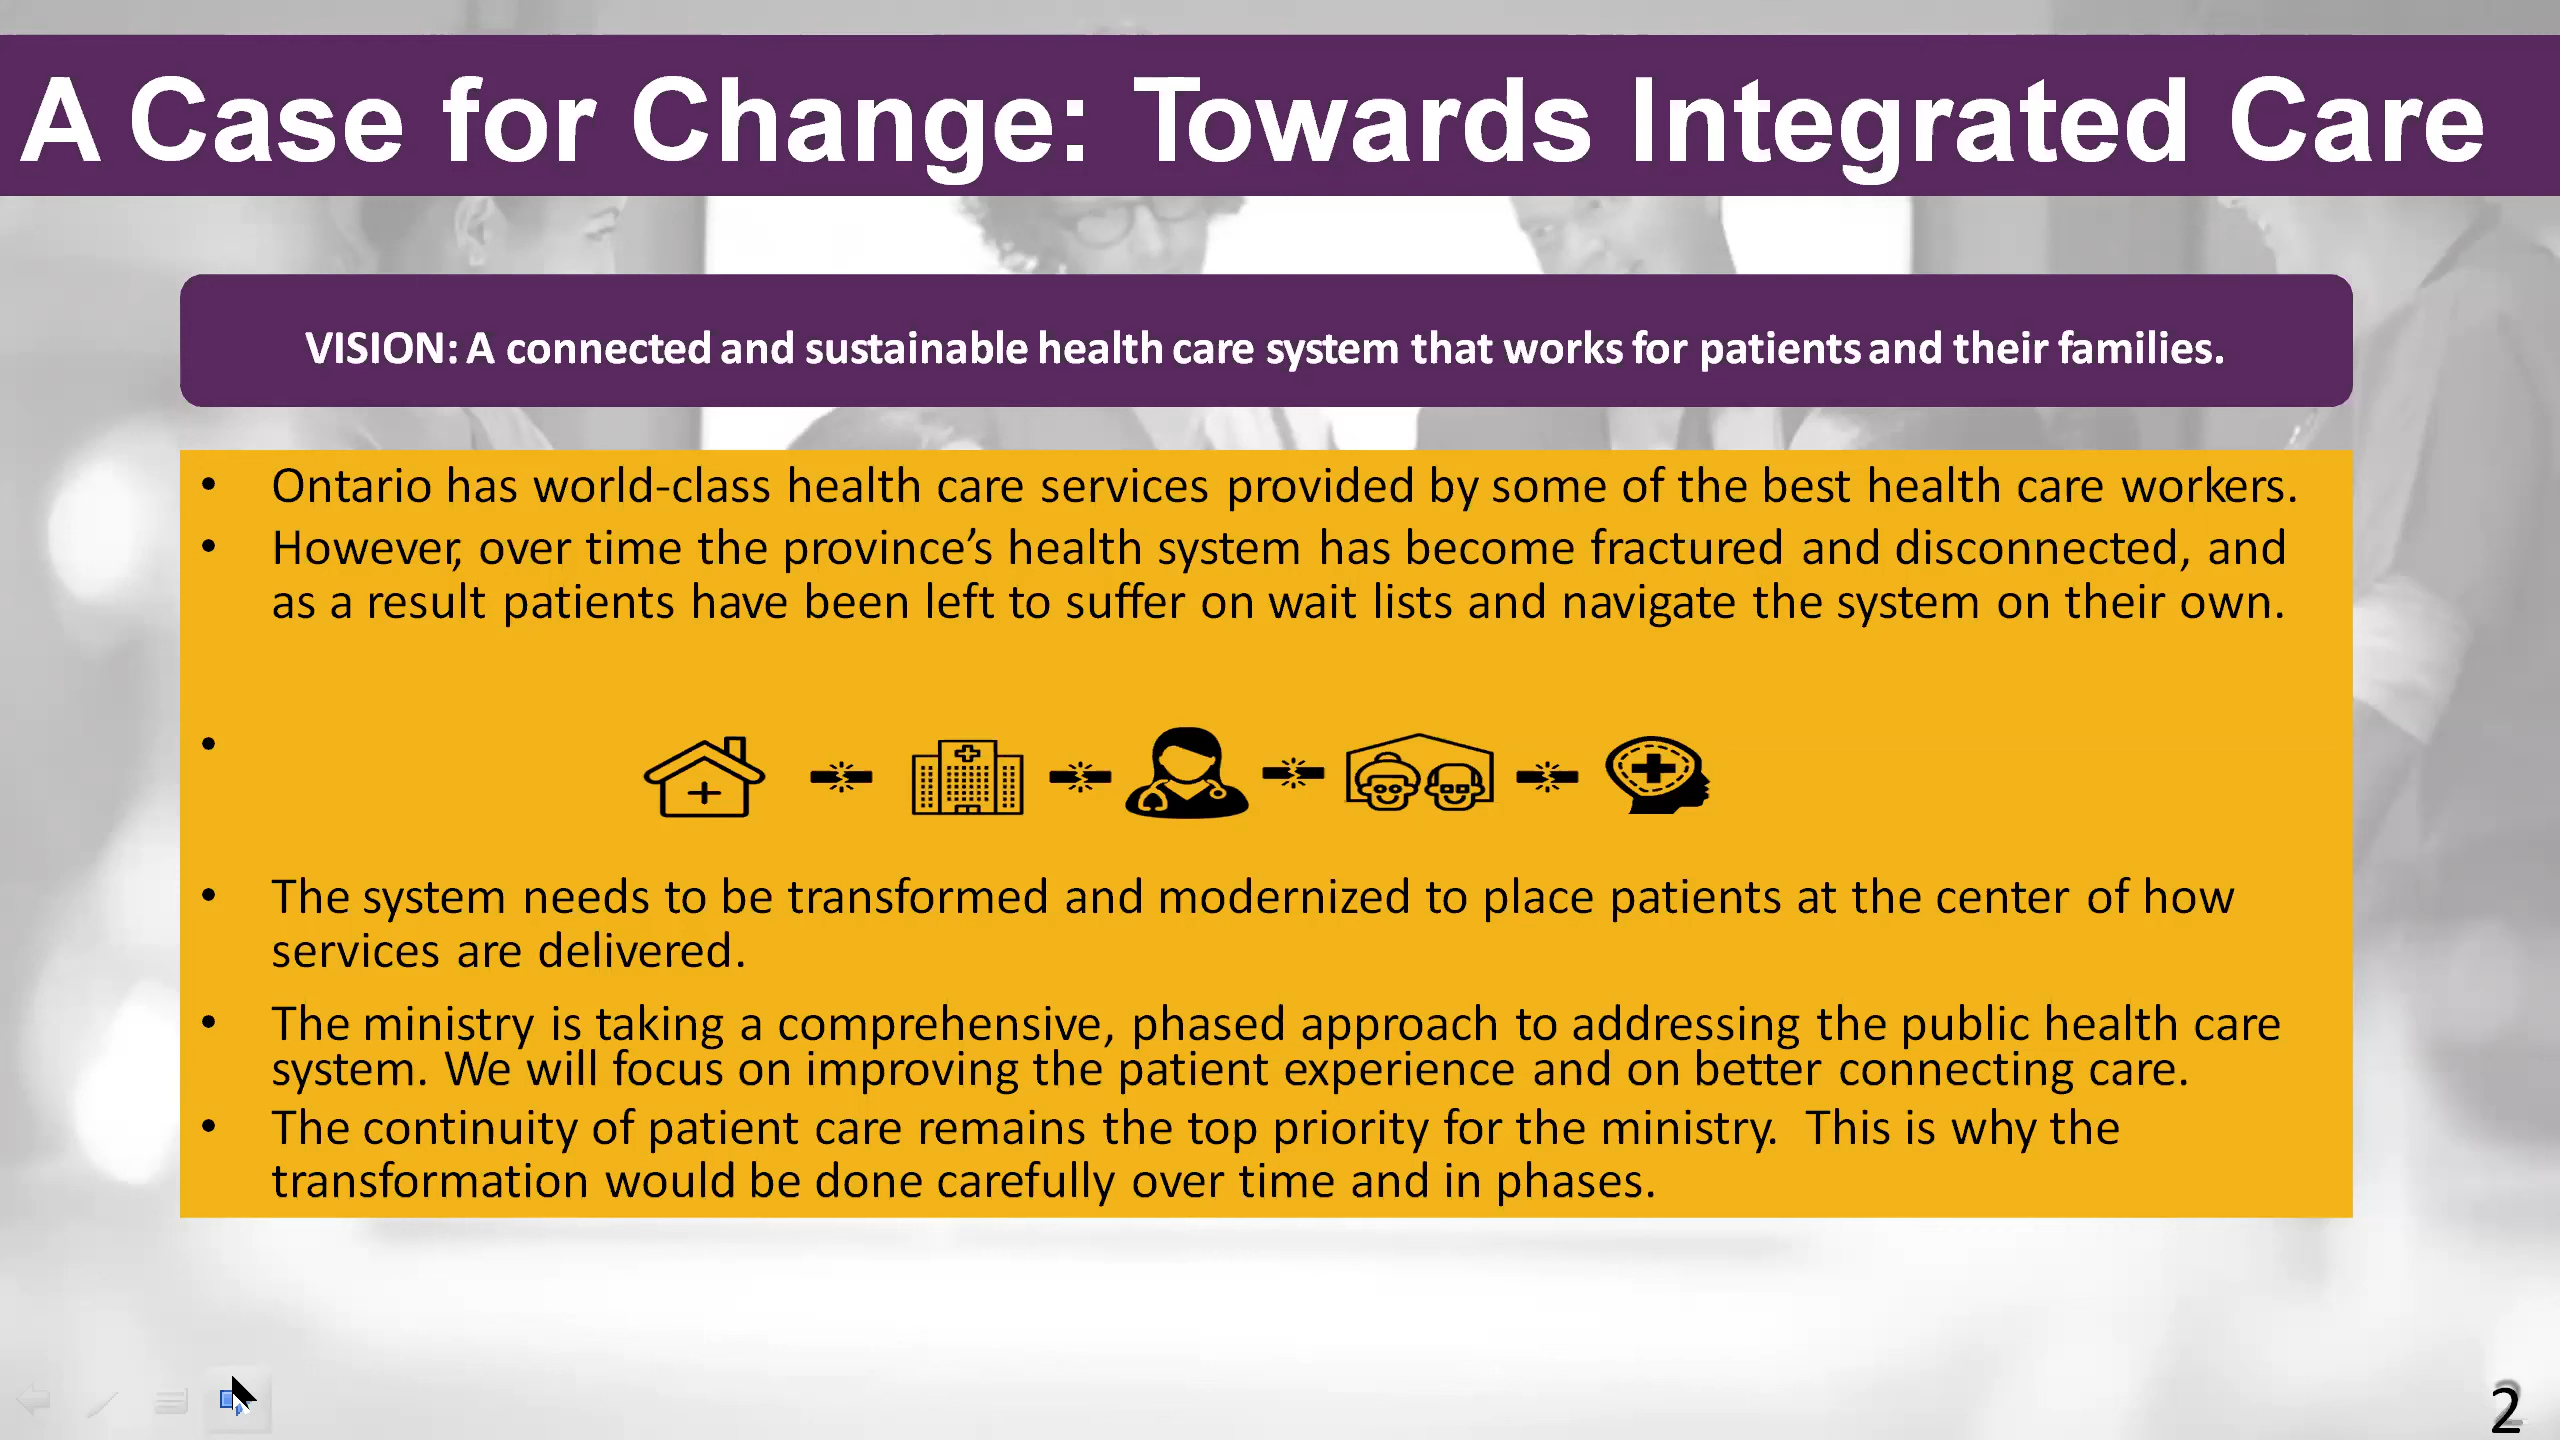 A Case for Change: Towards Integrated Care
VISION: A connected and sustainable health care system that works for patients and their families.
• Ontario has world-class health care services provided by some of the best health care workers.
• However, over time the province’s health system has become fractured and disconnected, and
as a result patients have been left to suffer on wait lists and navigate the system on their own.
•
• The system needs to be transformed and modernized to place patients at the center of how
services are delivered.
• The ministry is taking a comprehensive, phased approach to addressing the public health care
system. We will focus on improving the patient experience and on better connecting care.
• The continuity of patient care remains the top priority for the ministry.  This is why the
transformation would be done carefully over time and in phases.
2